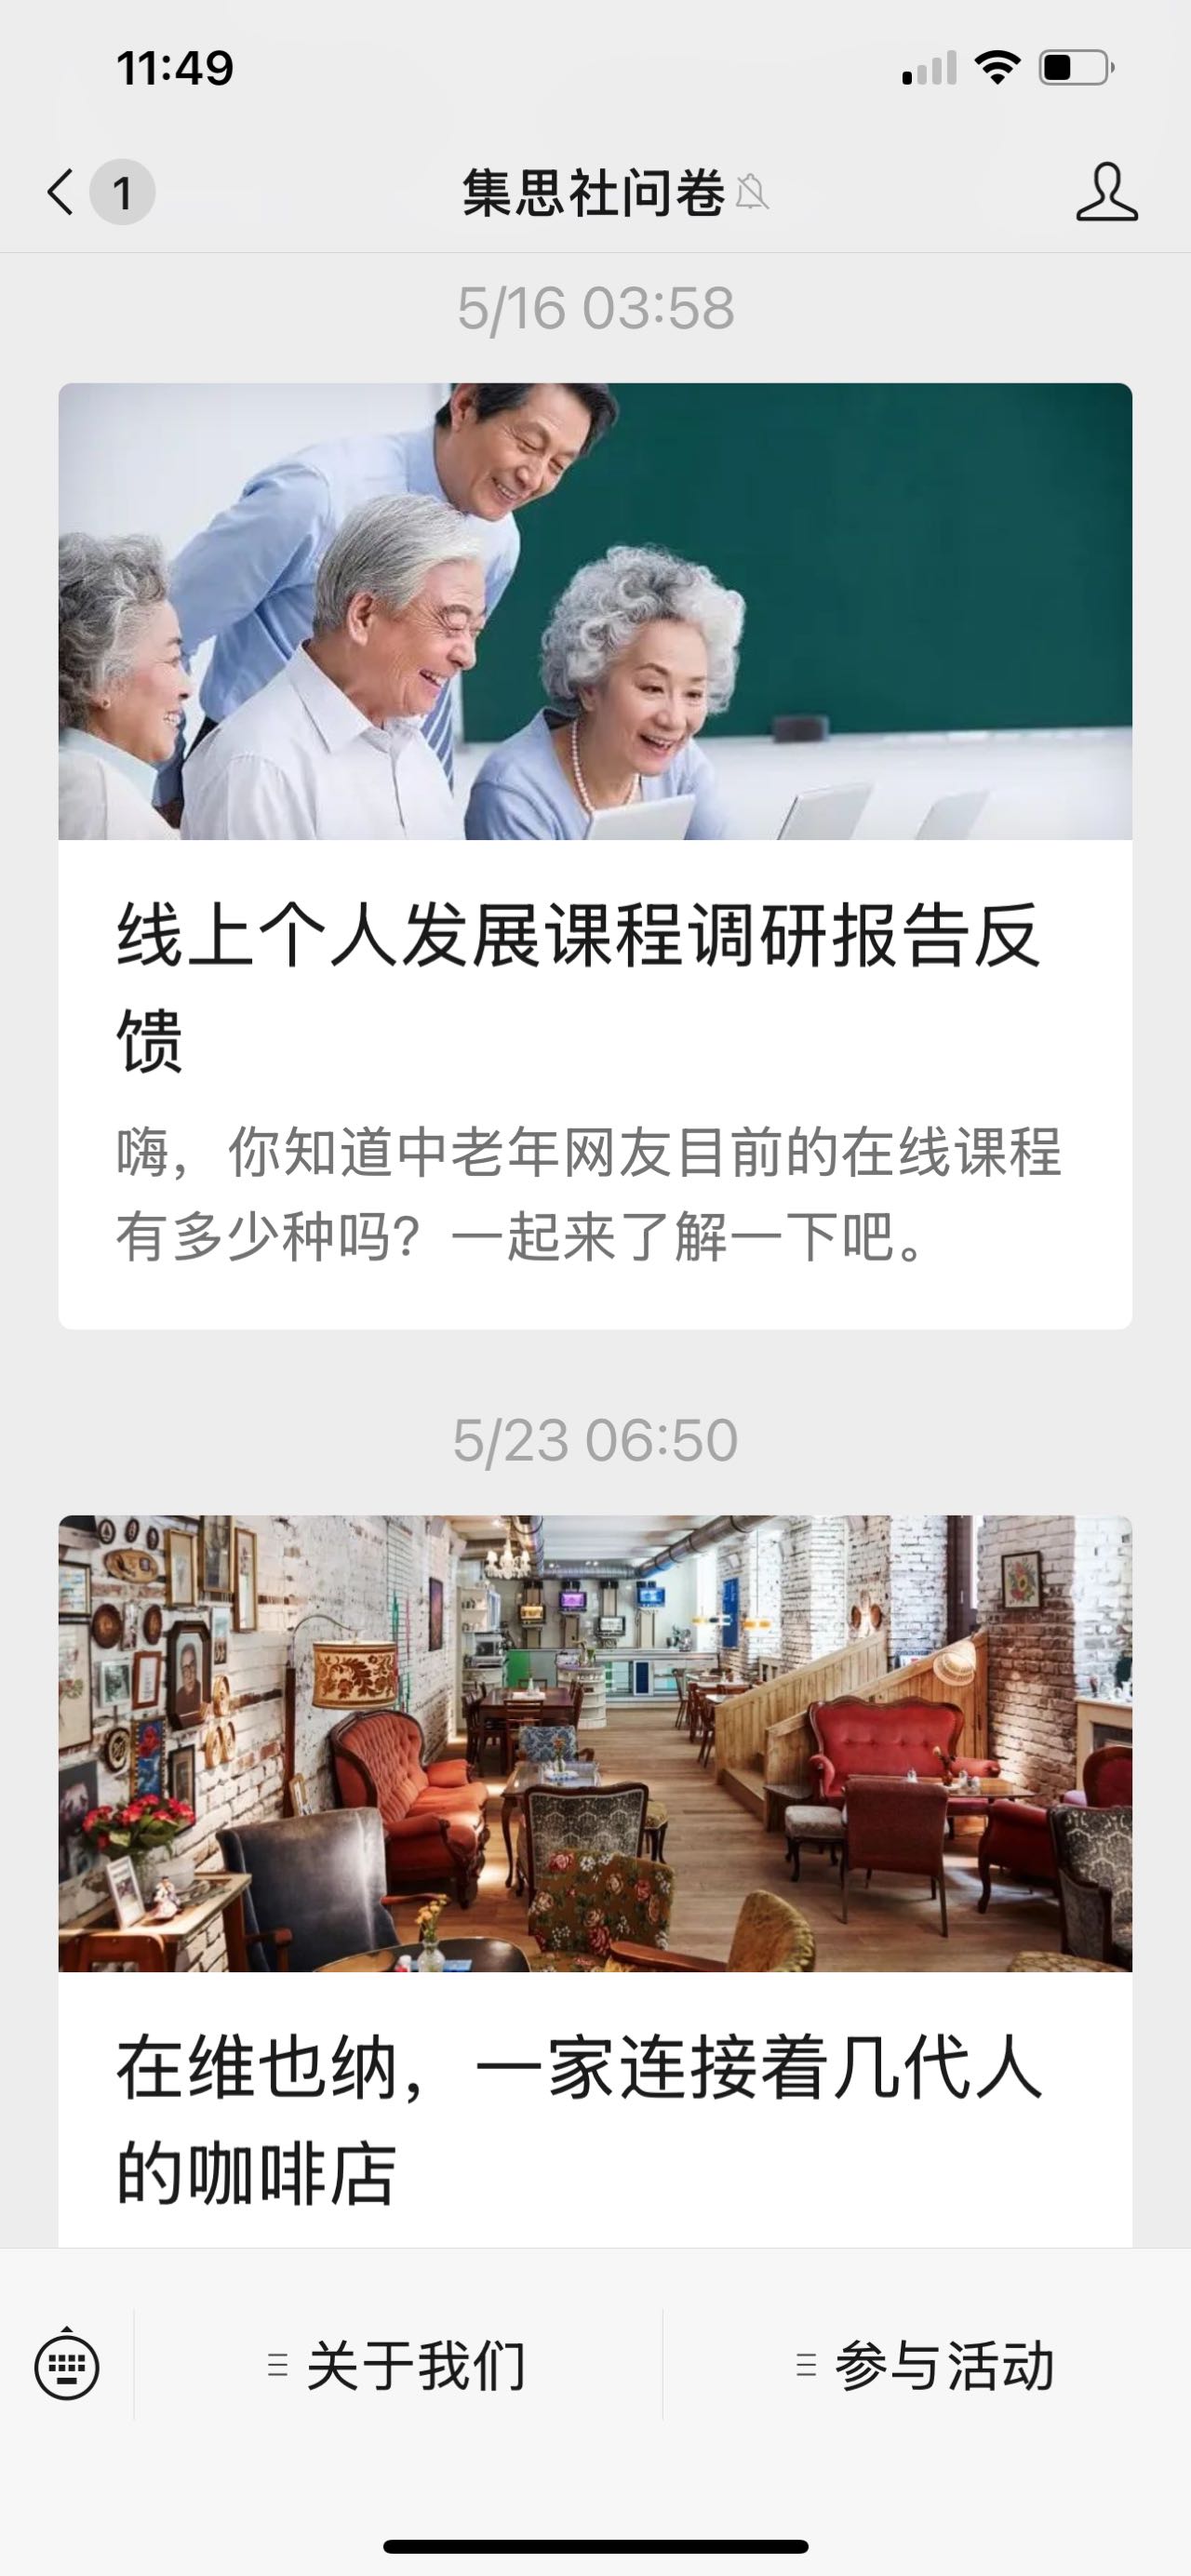 11:49
1
集思社问卷
5/16 03:58
线上个人发展课程调研报告反
馈
嗨，你知道中老年网友目前的在线课程
有多少种吗？一起来了解一下吧。
5/23 06:50
在维也纳，一家连接着几代人
的咖啡店
关于我们
参与活动